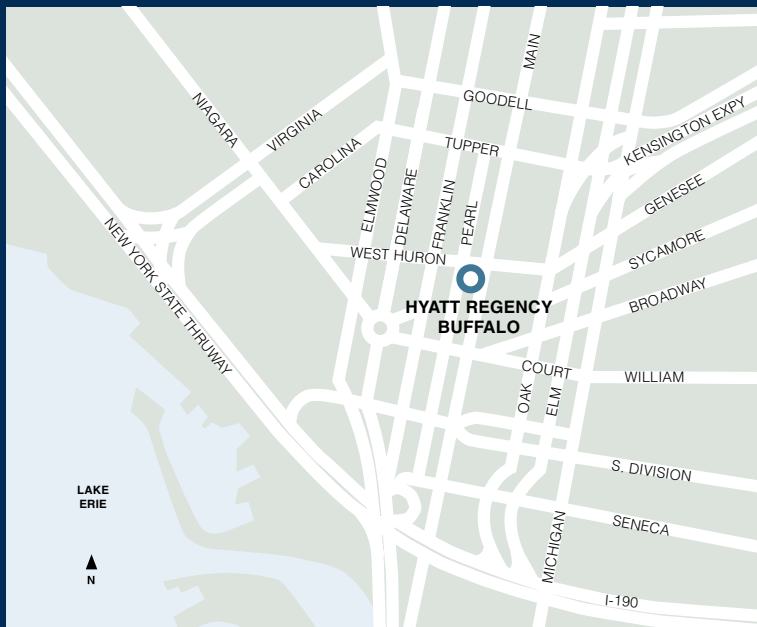 MAIN
NIAGARA
VIRGINIA
GOODELL
KENSINGTON EXPY
CAROLINA
TUPPER
ELMWOOD
DELAWARE
FRANKLIN
PEARL
GENESEE
WEST HURON
SYCAMORE
NEW YORK STATE THRUWAY
HYATT REGENCY
BUFFALO
BROADWAY
COURT
WILLIAM
OAK
ELM
S. DIVISION
LAKE
ERIE
SENECA
MICHIGAN
N
I-190